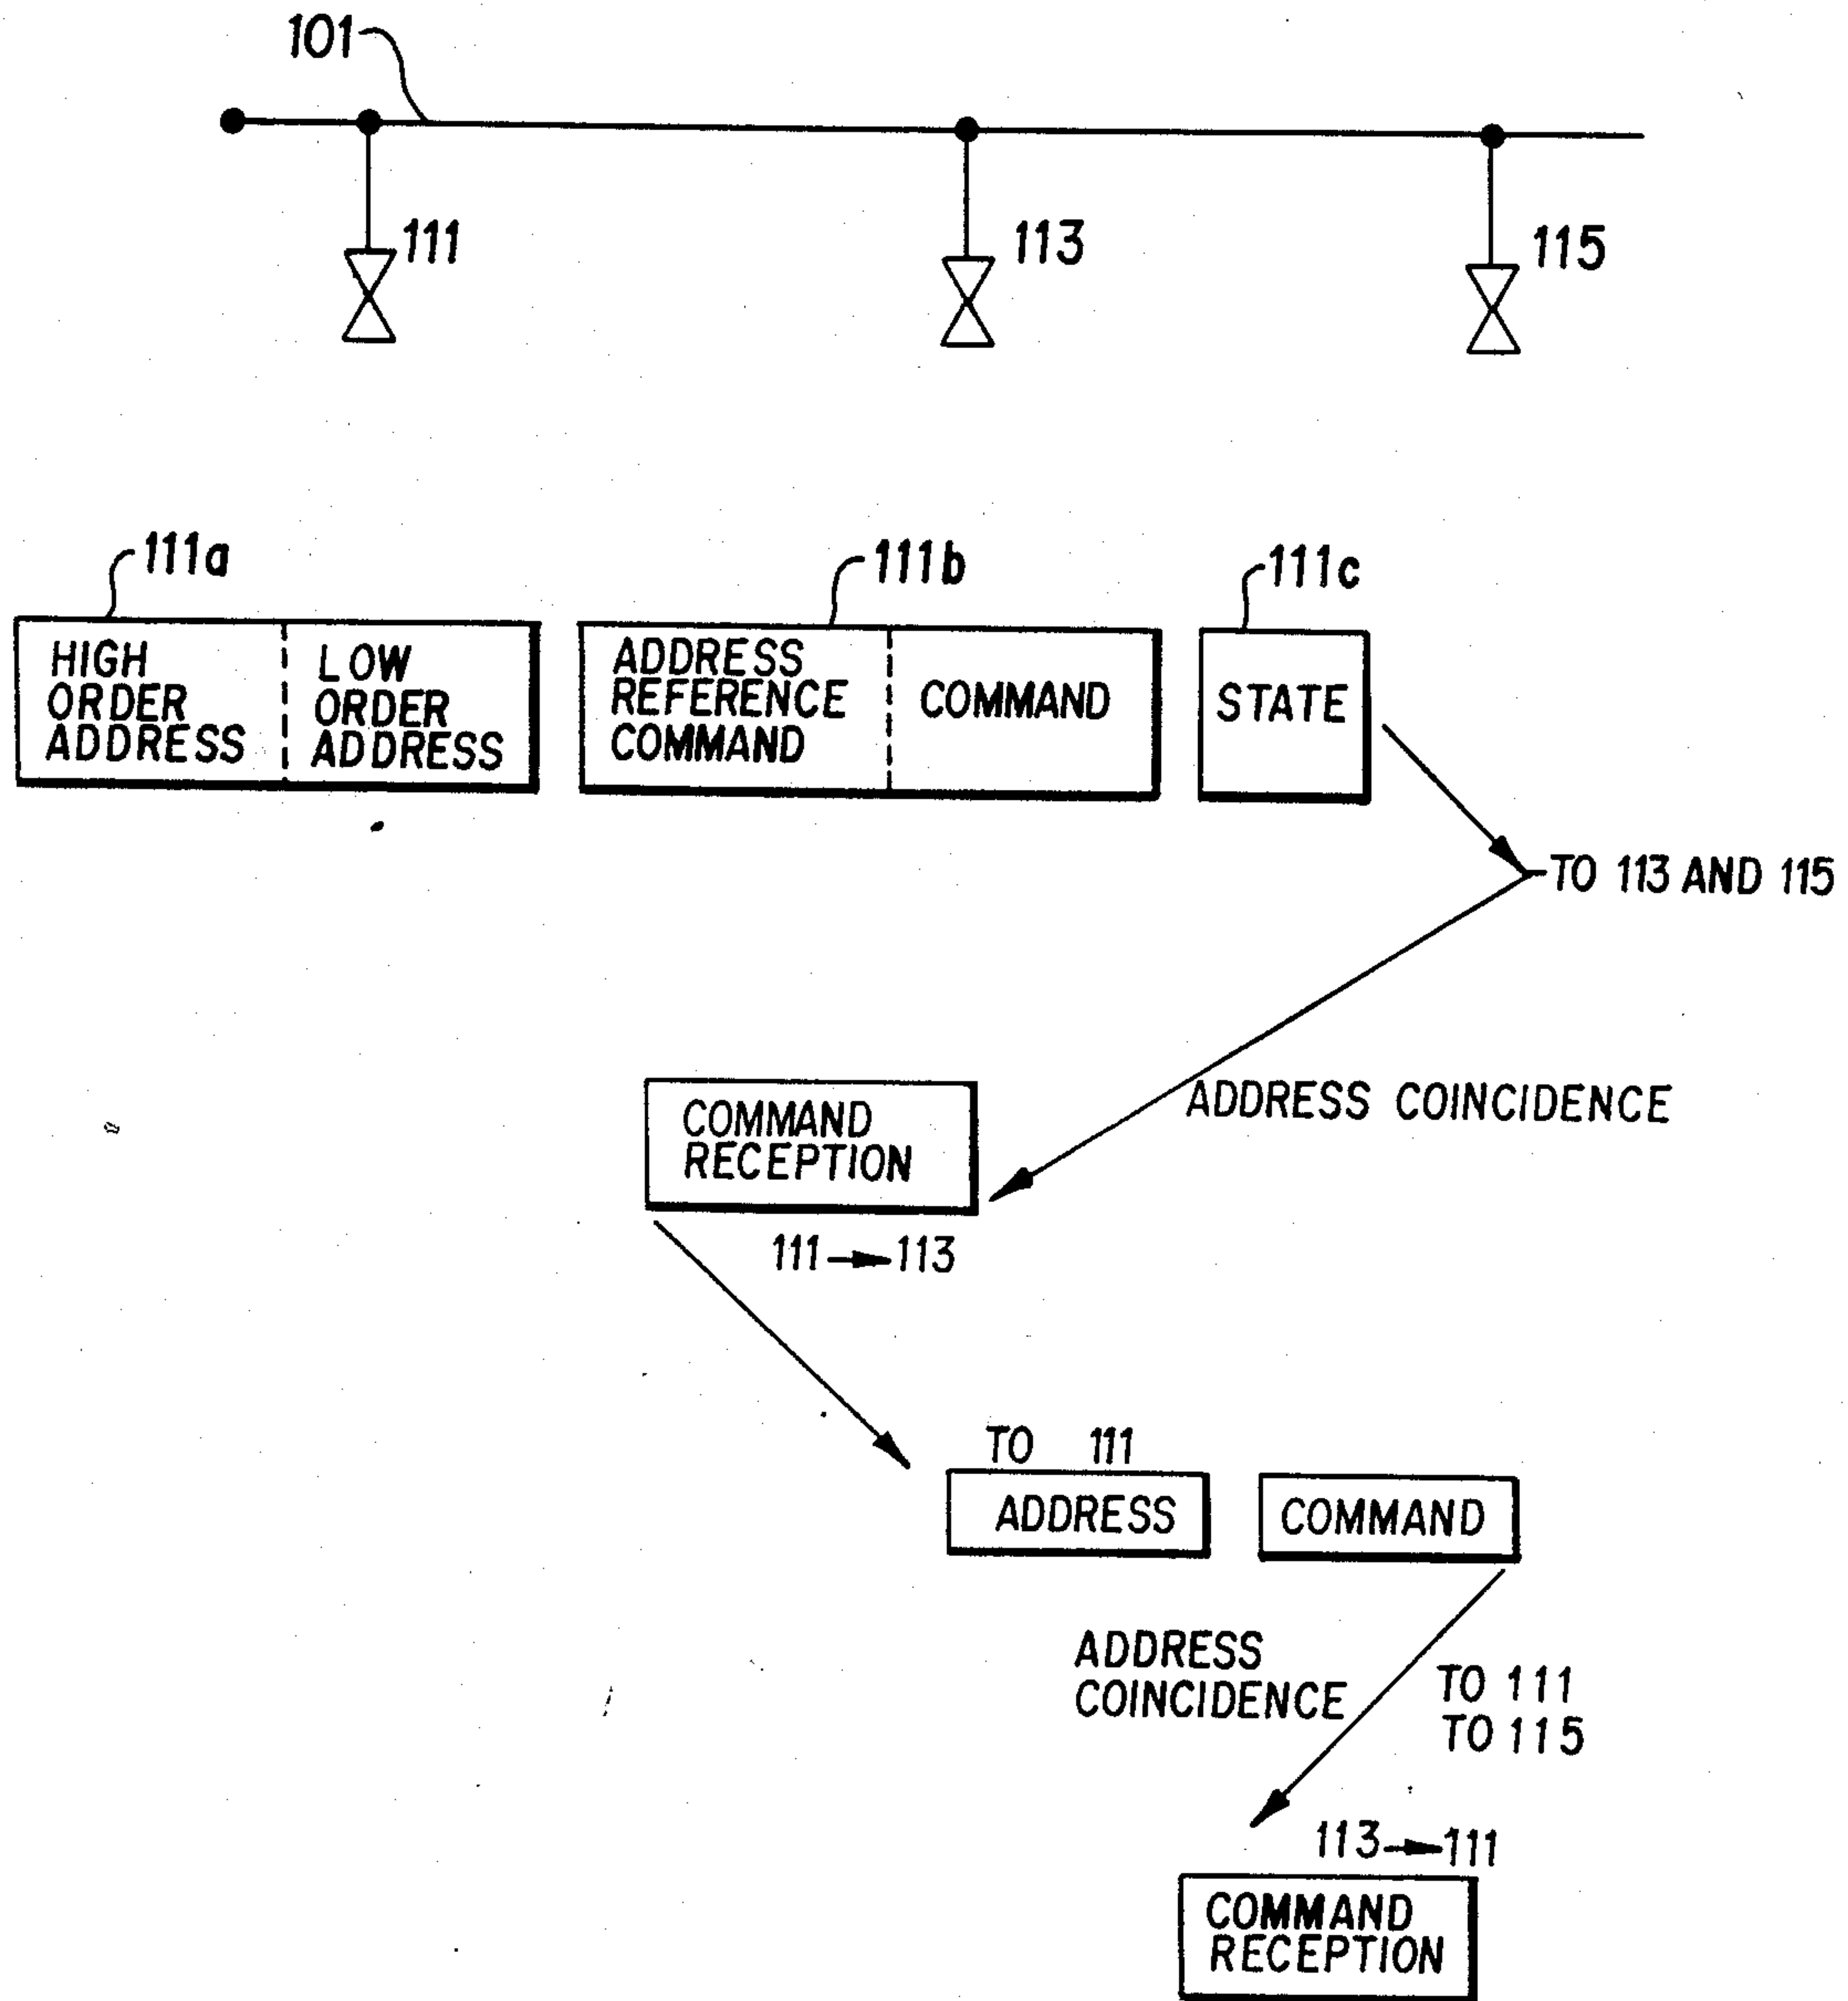 101
111
113
115
111a
111b
111c
HIGH
ORDER
ADDRESS
LOW
ORDER
ADDRESS
ADDRESS
REFERENCE
COMMAND
COMMAND
STATE
TO 113 AND 115
ADDRESS COINCIDENCE
COMMAND
RECEPTION
111 → 113
TO 111
ADDRESS
COMMAND
ADDRESS
COINCIDENCE
TO 111
TO 115
113 → 111
COMMAND
RECEPTION